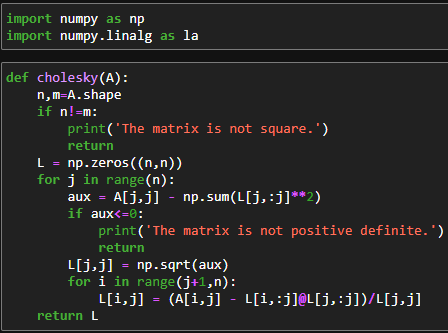 import numpy as np
import numpy.linalg as la
def cholesky(A):
    n,m=A.shape
    if n!=m:
        print('The matrix is not square.')
        return
    L = np.zeros((n,n))
    for j in range(n):
        aux = A[j,j] - np.sum(L[j,:j]**2)
        if aux<=0:
            print('The matrix is not positive definite.')
            return
        L[j,j] = np.sqrt(aux)
        for i in range(j+1,n):
            L[i,j] = (A[i,j] - L[i,:j]@L[j,:j])/L[j,j]
    return L